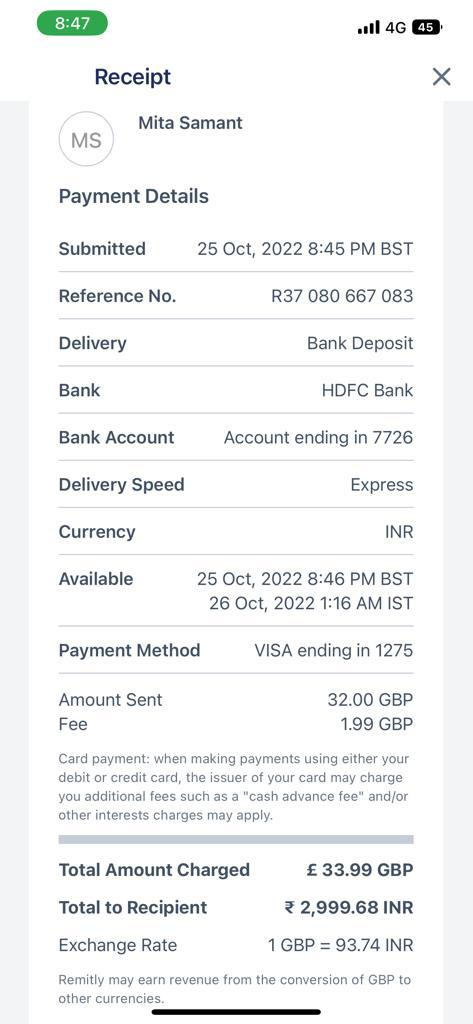 8:47 4G 45
Receipt
MS Mita Samant
Payment Details
Submitted 25 Oct, 2022 8:45 PM BST
Reference No. R37 080 667 083
Delivery Bank Deposit
Bank HDFC Bank
Bank Account Account ending in 7726
Delivery Speed Express
Currency INR
Available 25 Oct, 2022 8:46 PM BST
26 Oct, 2022 1:16 AM IST
Payment Method VISA ending in 1275
Amount Sent 32.00 GBP
Fee 1.99 GBP
Card payment: when making payments using either your
debit or credit card, the issuer of your card may charge
you additional fees such as a "cash advance fee" and/or
other interests charges may apply.
Total Amount Charged £ 33.99 GBP
Total to Recipient ₹ 2,999.68 INR
Exchange Rate 1 GBP = 93.74 INR
Remitly may earn revenue from the conversion of GBP to
other currencies.